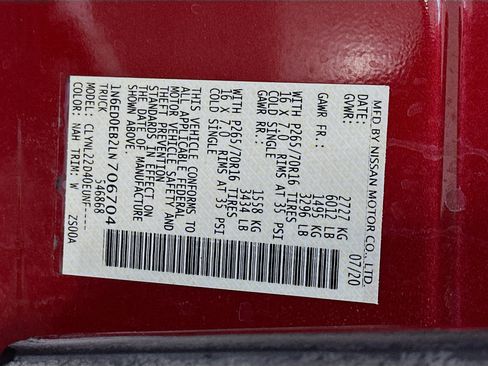 MFD BY NISSAN MOTOR CO., LTD.
DATE: 07/20
GVWR: 2727 KG
6012 LB
GAWR FR: 1495 KG
3296 LB
WITH P265/70R16 TIRES
16 X 7.0 RIMS AT 35 PSI
COLD SINGLE
GAWR RR: 1558 KG
3434 LB
WITH P265/70R16 TIRES
16 X 7.0 RIMS AT 35 PSI
COLD SINGLE
THIS VEHICLE CONFORMS TO
ALL APPLICABLE FEDERAL
MOTOR VEHICLE SAFETY AND
THEFT PREVENTION
STANDARDS IN EFFECT ON
THE DATE OF MANUFACTURE
SHOWN ABOVE.
1N6ED0EB2LN706704
TRUCK 546868
MODEL: CLYNL22D40E0NF----
COLOR: NAH TRIM: W 2300A